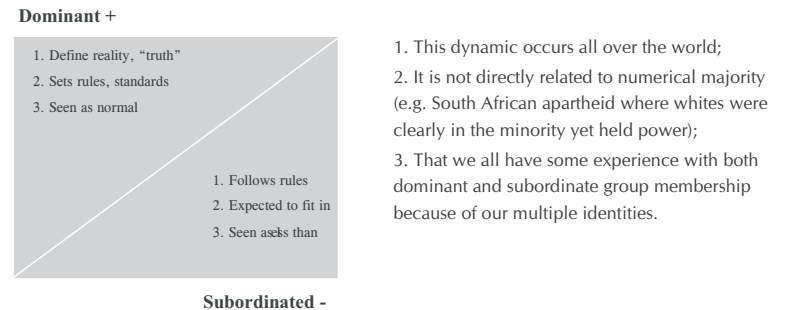 Dominant +
1. Define reality, “truth”
2. Sets rules, standards
3. Seen as normal
1. Follows rules
2. Expected to fit in
3. Seen as than
Subordinated -
1. This dynamic occurs all over the world;
2. It is not directly related to numerical majority
(e.g. South African apartheid where whites were
clearly in the minority yet held power);
3. That we all have some experience with both
dominant and subordinate group membership
because of our multiple identities.